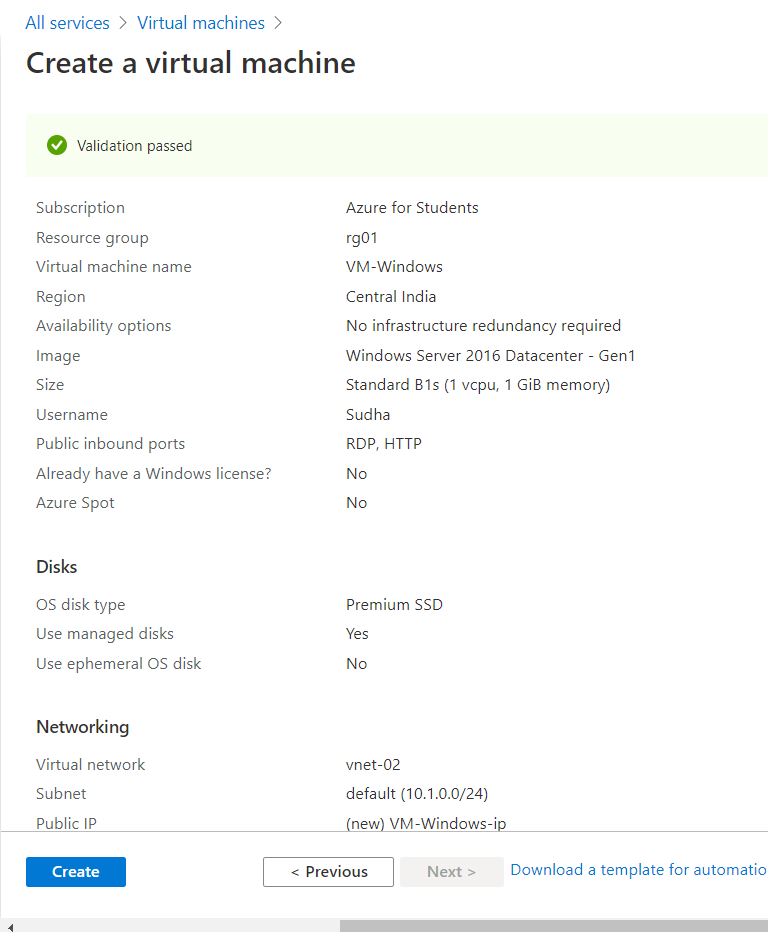 All services > Virtual machines >
Create a virtual machine
Validation passed
Subscription Azure for Students
Resource group rg01
Virtual machine name VM-Windows
Region Central India
Availability options No infrastructure redundancy required
Image Windows Server 2016 Datacenter - Gen1
Size Standard B1s (1 vcpu, 1 GiB memory)
Username Sudha
Public inbound ports RDP, HTTP
Already have a Windows license? No
Azure Spot No
Disks
OS disk type Premium SSD
Use managed disks Yes
Use ephemeral OS disk No
Networking
Virtual network vnet-02
Subnet default (10.1.0.0/24)
Public IP (new) VM-Windows-ip
Create < Previous Next > Download a template for automatio